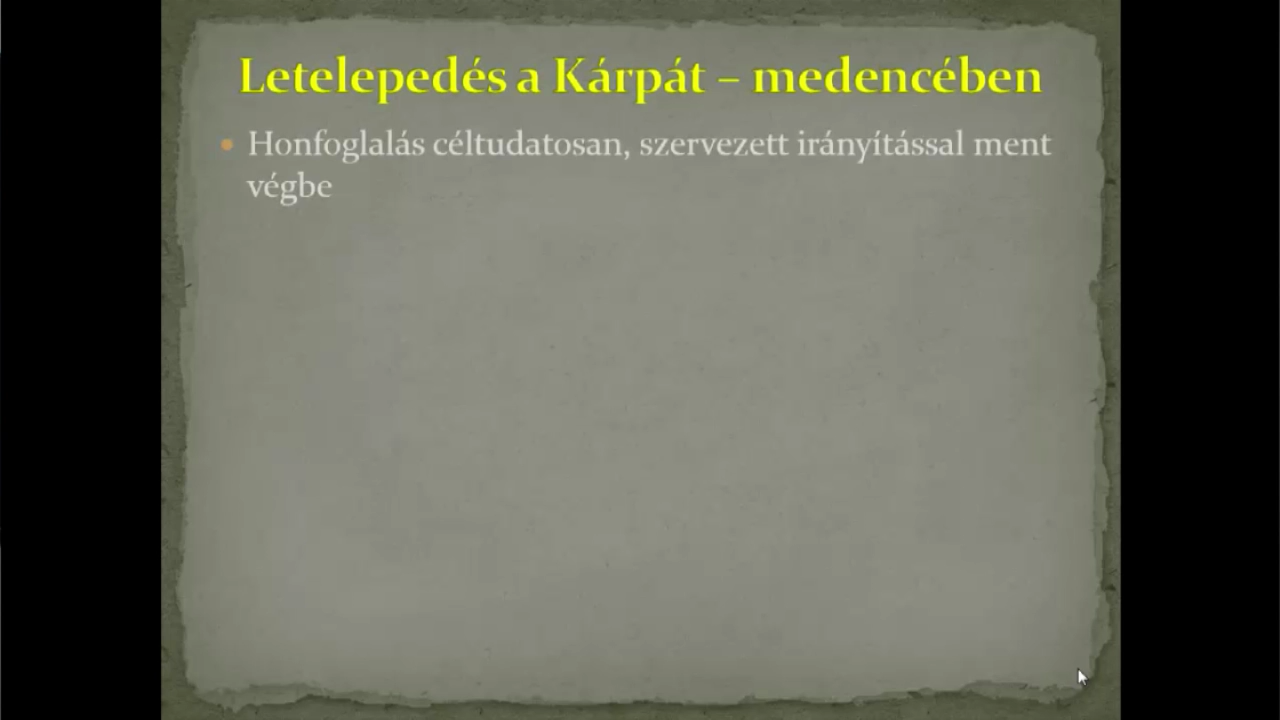 Letelepedés a Kárpát – medencében
• Honfoglalás céltudatosan, szervezett irányítással ment
végbe